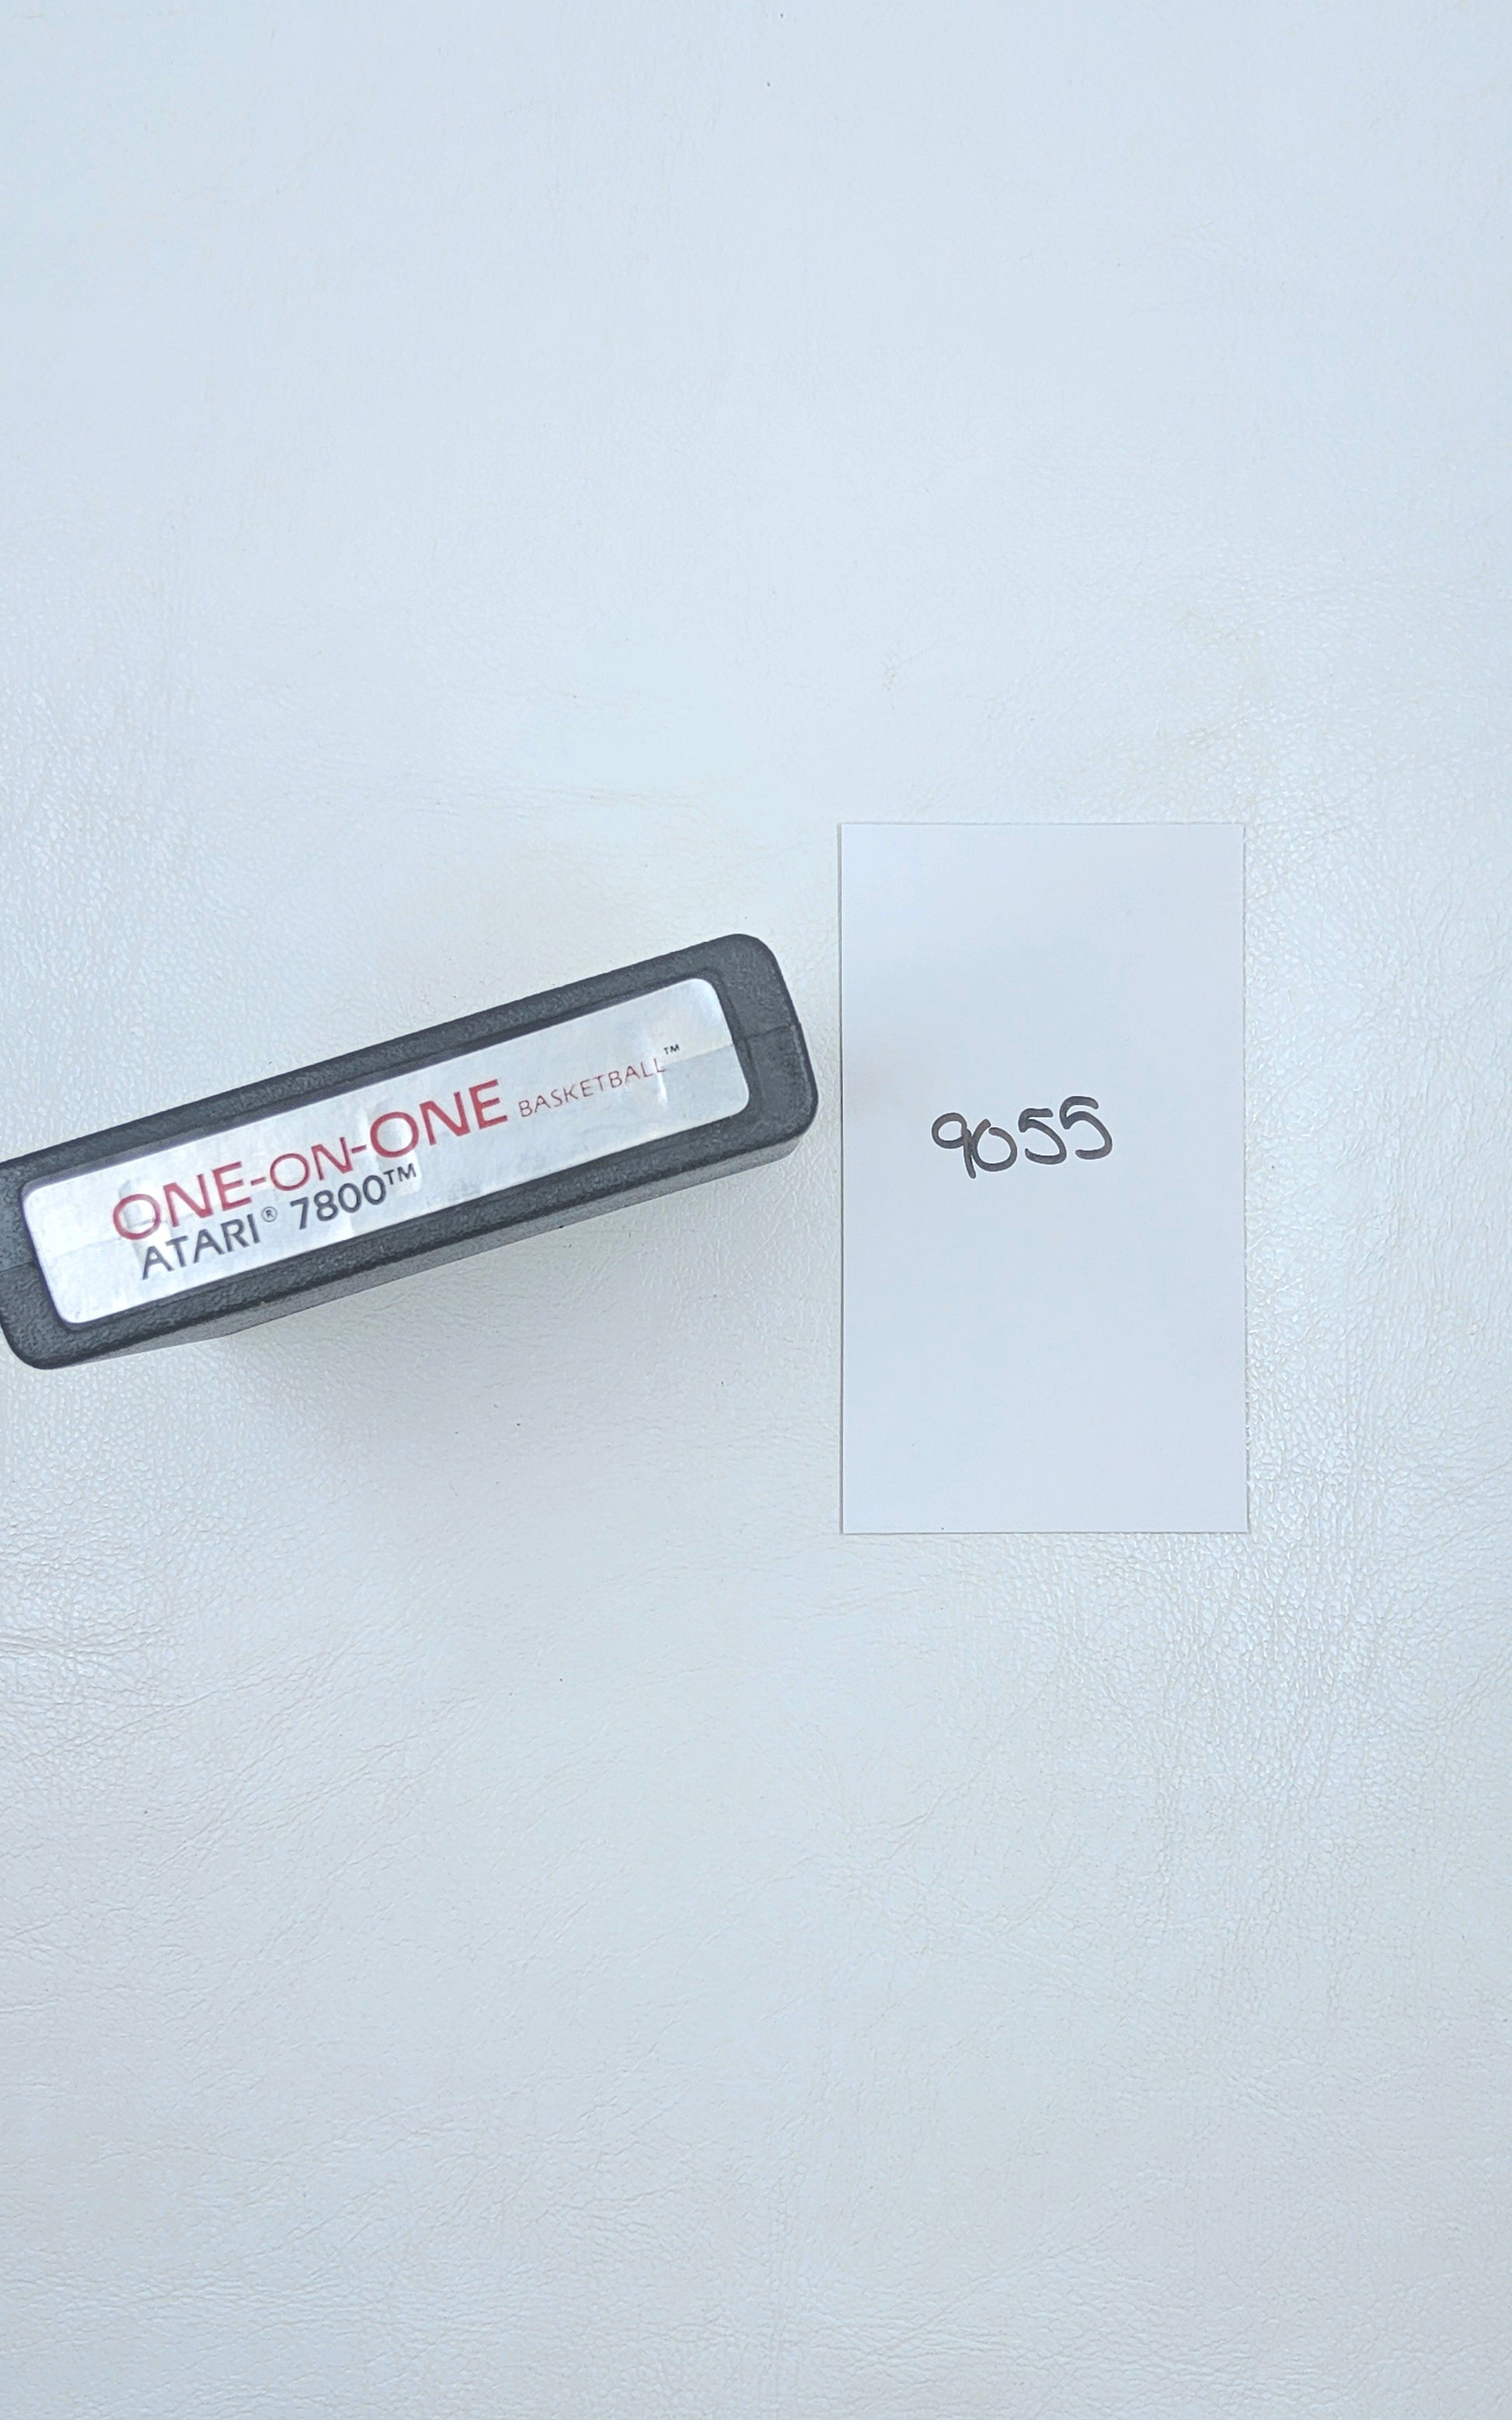 ONE-ON-ONE BASKETBALL™
ATARI® 7800™
9055